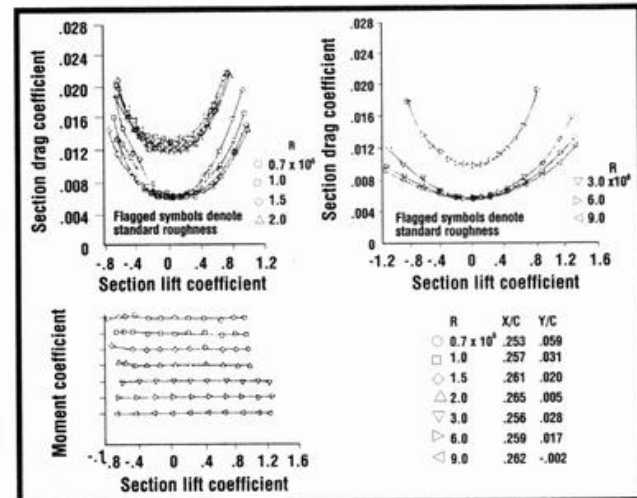 .028
.024
.020
.016
.012
.008
.004
0
Section drag coefficient
R
0.7 x 10⁶
1.0
1.5
2.0
Flagged symbols denote
standard roughness
-.8 -.4 0 .4 .8 1.2
Section lift coefficient
.028
.024
.020
.016
.012
.008
.004
0
Section drag coefficient
R
3.0 x10⁶
6.0
9.0
Flagged symbols denote
standard roughness
-1.2 -.8 -.4 0 .4 .8 1.2 1.6
Section lift coefficient
Moment coefficient
-.1
-.8 -.4 0 .4 .8 1.2 1.6
Section lift coefficient
R X/C Y/C
0.7 x 10⁶ .253 .059
1.0 .257 .031
1.5 .261 .020
2.0 .265 .005
3.0 .256 .028
6.0 .259 .017
9.0 .262 -.002